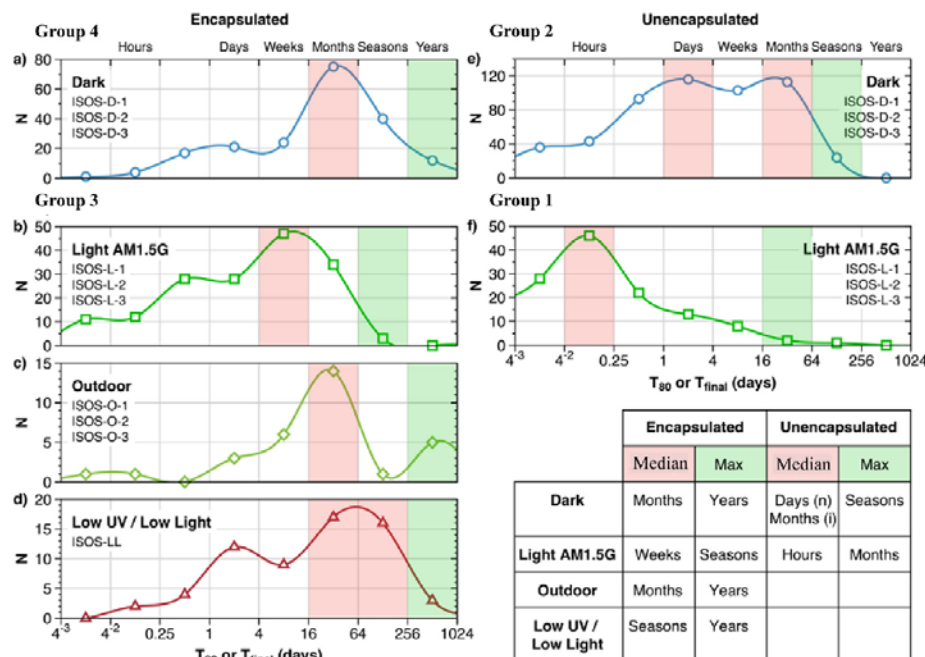 Encapsulated
Unencapsulated
Group 4
Group 2
Hours Days Weeks Months Seasons Years
Hours Days Weeks Months Seasons Years
a)
80
60
40
20
0
N
Dark
ISOS-D-1
ISOS-D-2
ISOS-D-3
e)
120
80
40
0
N
Dark
ISOS-D-1
ISOS-D-2
ISOS-D-3
Group 3
Group 1
b)
50
40
30
20
10
0
N
Light AM1.5G
ISOS-L-1
ISOS-L-2
ISOS-L-3
f)
50
40
30
20
10
0
N
Light AM1.5G
ISOS-L-1
ISOS-L-2
ISOS-L-3
4⁻³ 4⁻² 0.25 1 4 16 64 256 1024
T₈₀ or T_final (days)
c)
15
10
5
0
N
Outdoor
ISOS-O-1
ISOS-O-2
ISOS-O-3
d)
20
15
10
5
0
N
Low UV / Low Light
ISOS-LL
4⁻³ 4⁻² 0.25 1 4 16 64 256 1024
T₈₀ or T_final (days)
Encapsulated Unencapsulated
Median Max Median Max
Dark Months Years Days (n) Seasons
Months (i)
Light AM1.5G Weeks Seasons Hours Months
Outdoor Months Years
Low UV / Seasons Years
Low Light